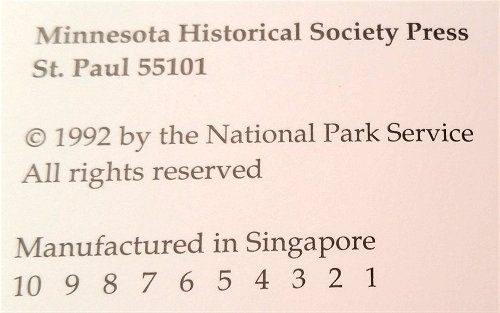 Minnesota Historical Society Press
St. Paul 55101
© 1992 by the National Park Service
All rights reserved
Manufactured in Singapore
10 9 8 7 6 5 4 3 2 1